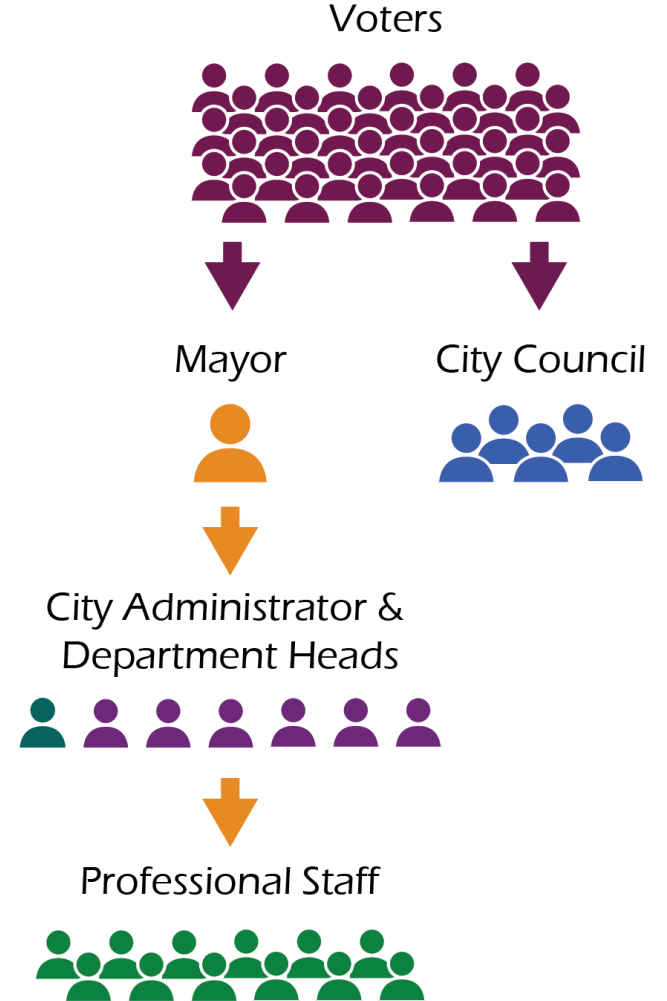 Voters
Mayor
City Council
City Administrator &
Department Heads
Professional Staff